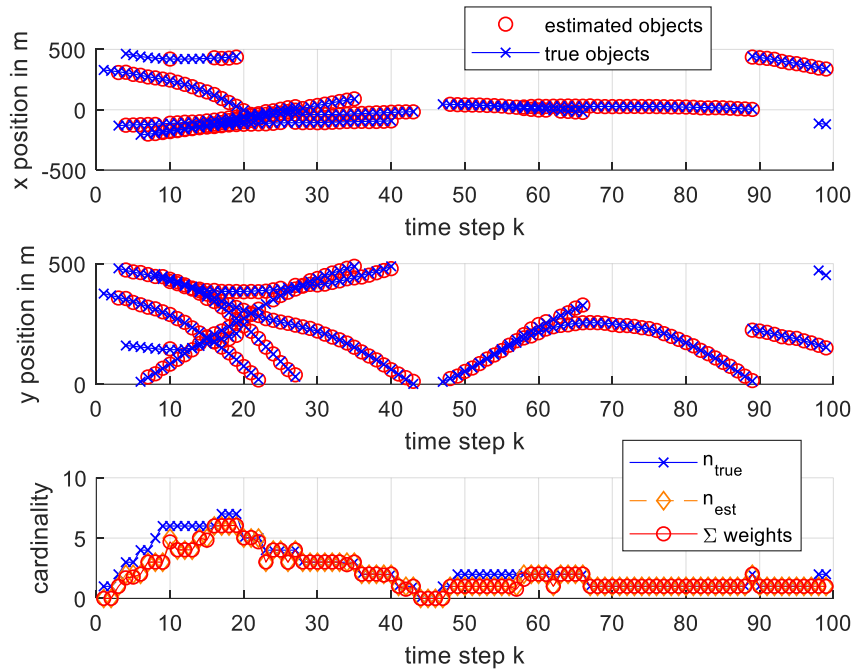 estimated objects
true objects
x position in m
500
0
-500
0 10 20 30 40 50 60 70 80 90 100
time step k
y position in m
500
0
0 10 20 30 40 50 60 70 80 90 100
time step k
n_true
n_est
Σ weights
cardinality
10
5
0
0 10 20 30 40 50 60 70 80 90 100
time step k